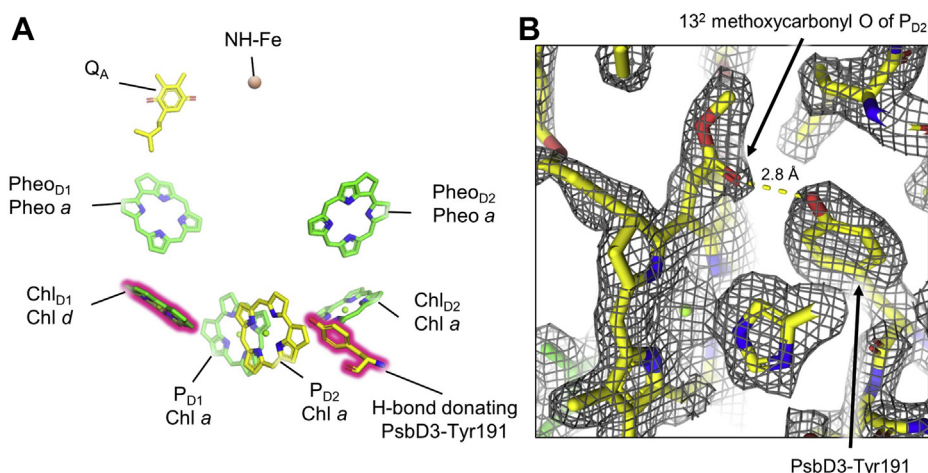 A
NH-Fe
Q_A
Pheo_D1
Pheo a
Pheo_D2
Pheo a
Chl_D1
Chl d
Chl_D2
Chl a
P_D1
Chl a
P_D2
Chl a
H-bond donating
PsbD3-Tyr191
B
13² methoxycarbonyl O of P_D2
2.8 Å
PsbD3-Tyr191